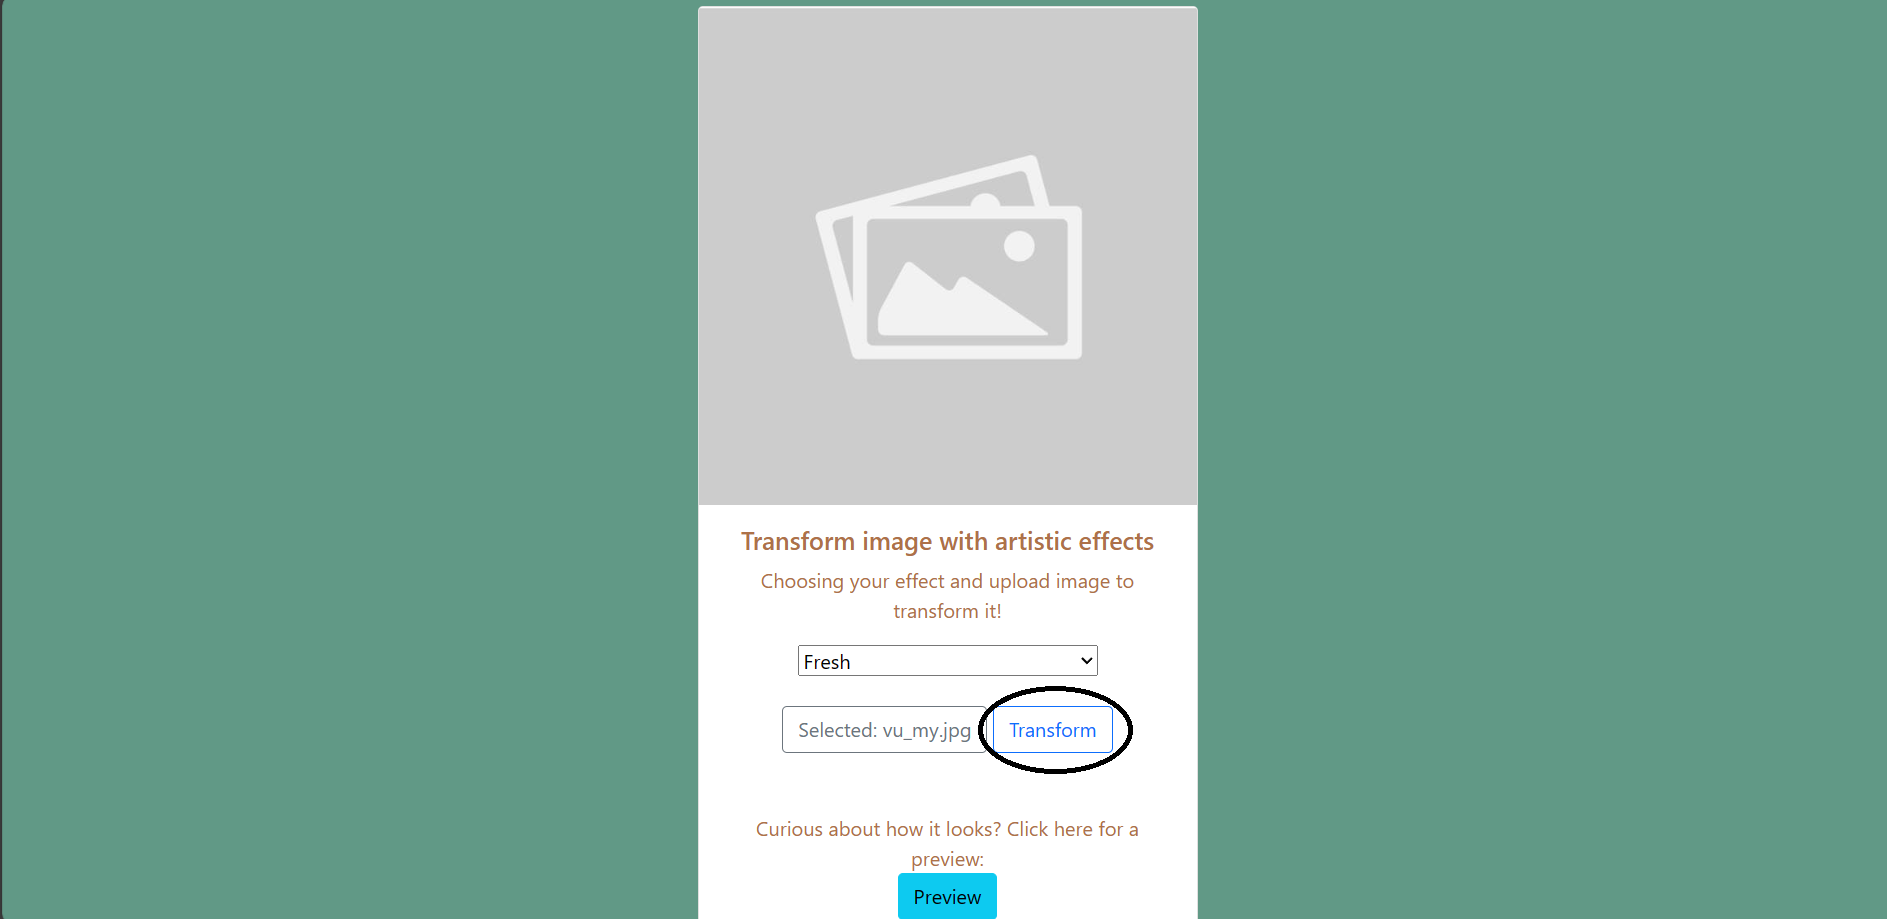 Transform image with artistic effects
Choosing your effect and upload image to
transform it!
Fresh
Selected: vu_my.jpg Transform
Curious about how it looks? Click here for a
preview:
Preview